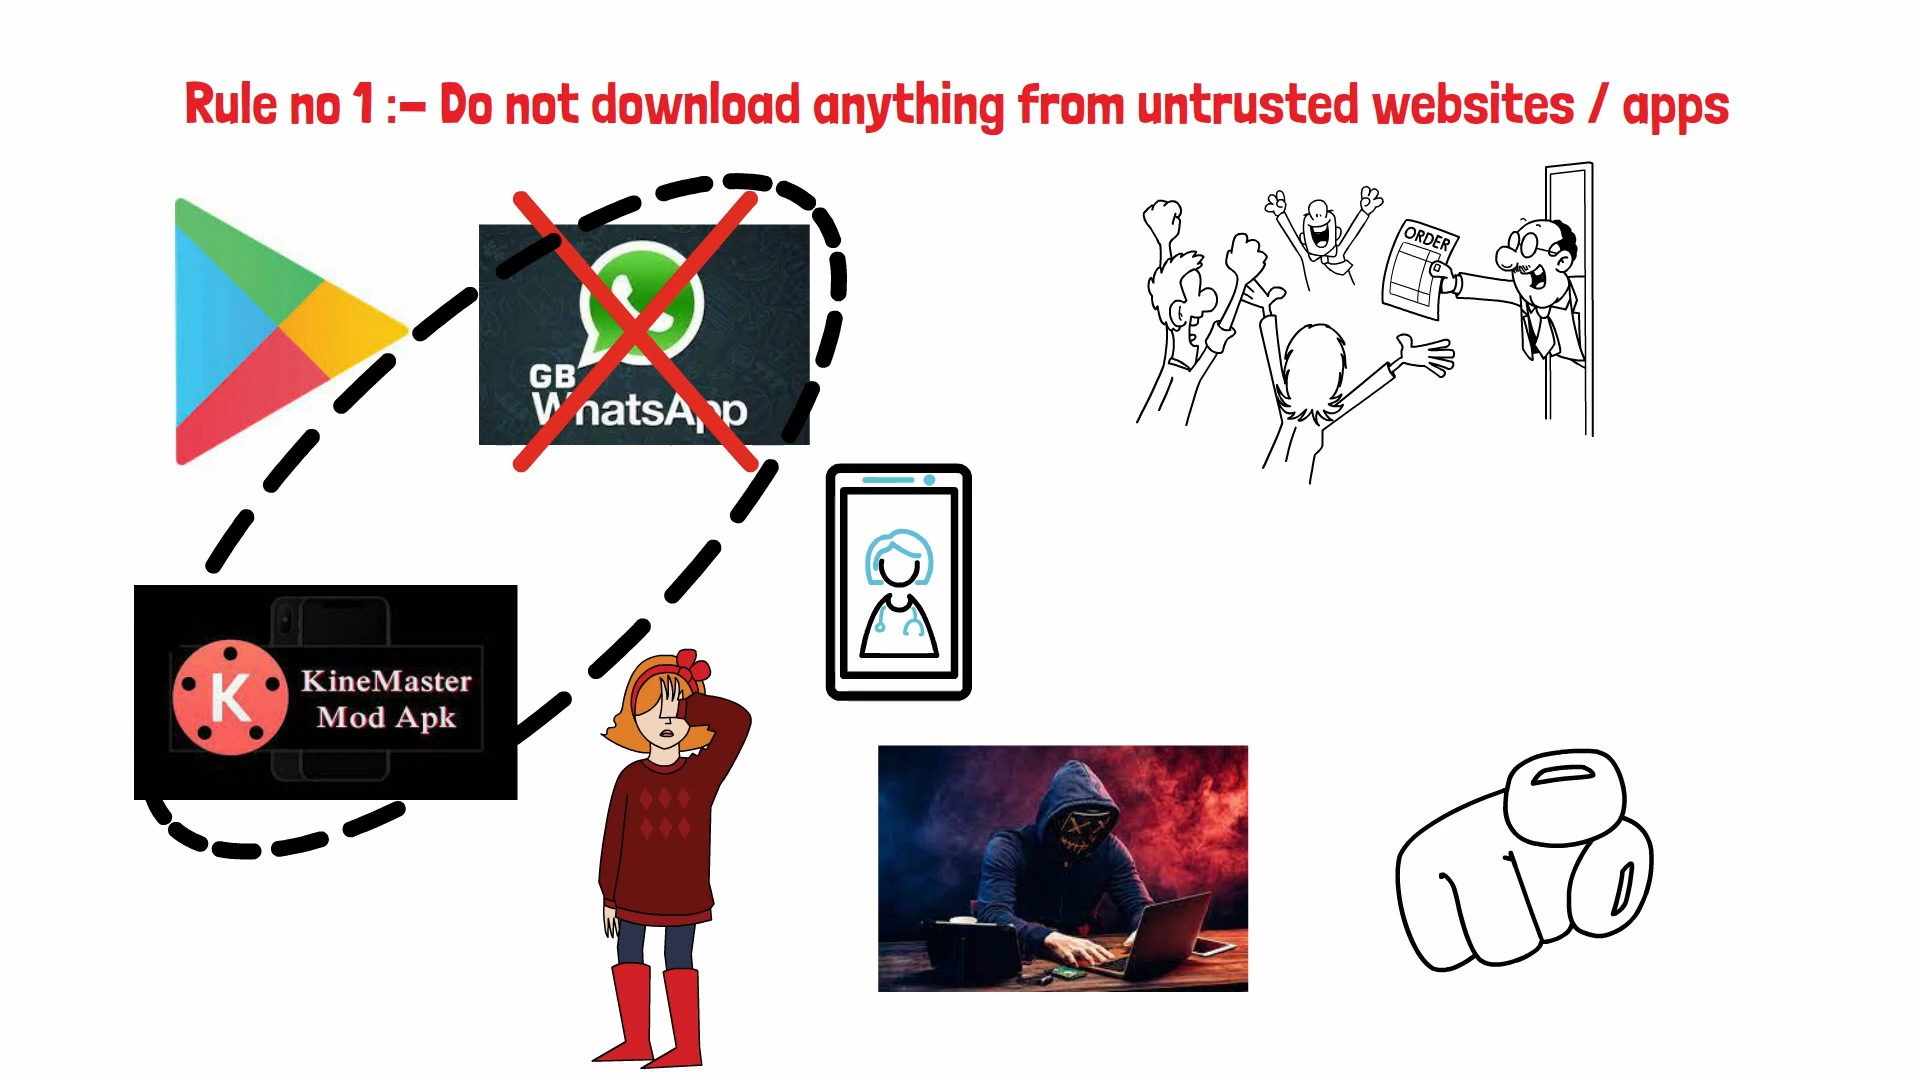 Rule no 1 :– Do not download anything from untrusted websites / apps
ORDER
GB
WhatsApp
K
KineMaster
Mod Apk